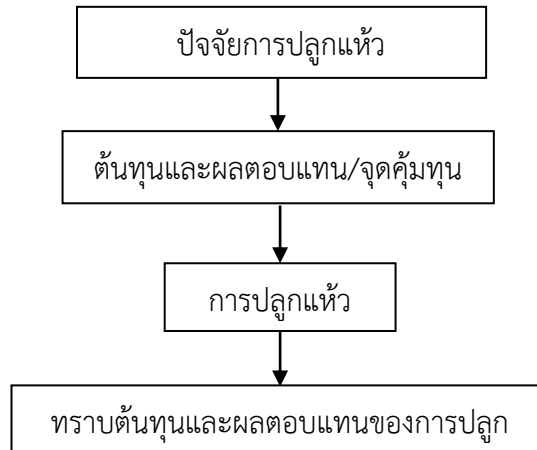 ปัจจัยการปลูกแห้ว
ต้นทุนและผลตอบแทน/จุดคุ้มทุน
การปลูกแห้ว
ทราบต้นทุนและผลตอบแทนของการปลูก